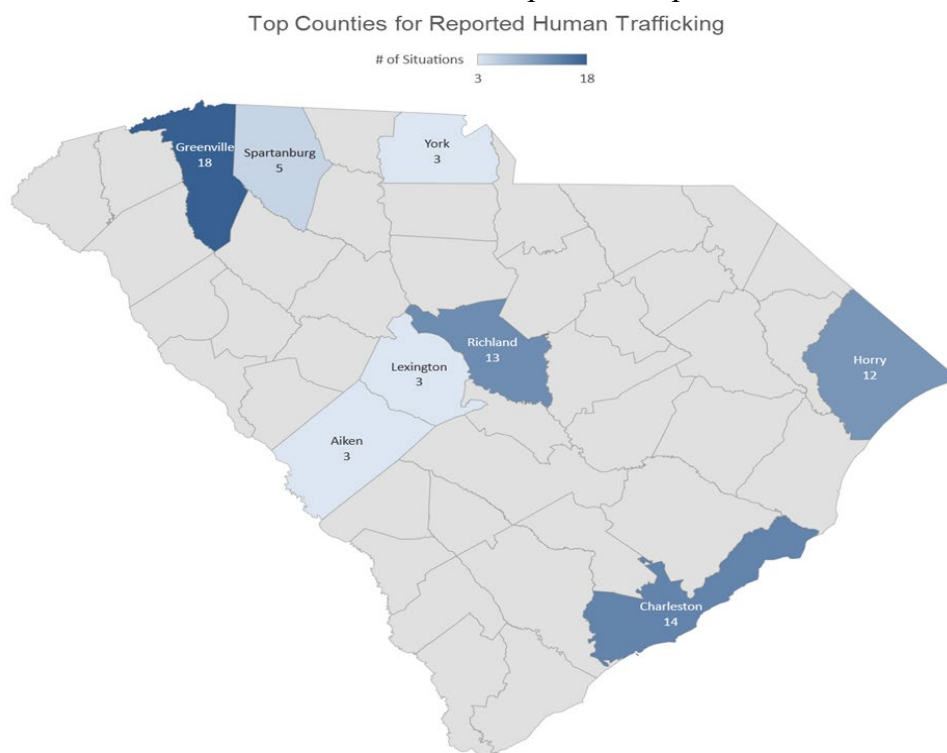 Top Counties for Reported Human Trafficking
# of Situations
3 18
Greenville
18
Spartanburg
5
York
3
Richland
13
Lexington
3
Horry
12
Aiken
3
Charleston
14